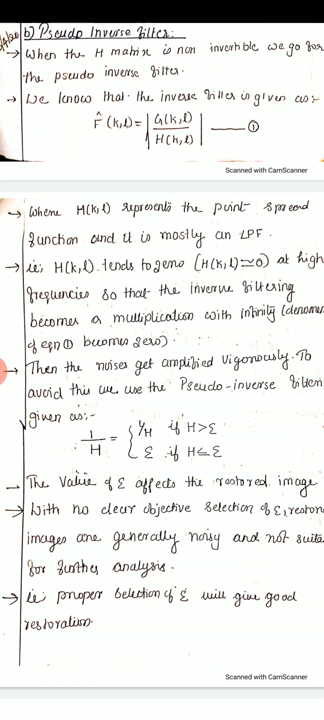 b) Pseudo Inverse Filter:
→ When the H matrix is non invertible we go for
the pseudo inverse filter.
→ We know that the inverse filter is given as:-
F̂(k,l) = |G(k,l)/H(k,l)| —— ①
Scanned with CamScanner
→ Where H(k,l) represents the point spread
function and it is mostly an LPF.
→ ie; H(k,l) tends to zero (H(k,l)≃0) at high
frequencies so that the inverse filtering
becomes a multiplication with infinity (denome
of eqn ① becomes zero).
→ Then the noises get amplified vigorously. To
avoid this we use the Pseudo-inverse filter
given as:-
1/H = { 1/H if H>ε
ε if H≤ε
→ The Value of ε affects the restored image
→ With no clear objective selection of ε, restor
images are generally noisy and not suita
for further analysis.
→ ie; proper selection of ε will give good
restoration.
Scanned with CamScanner